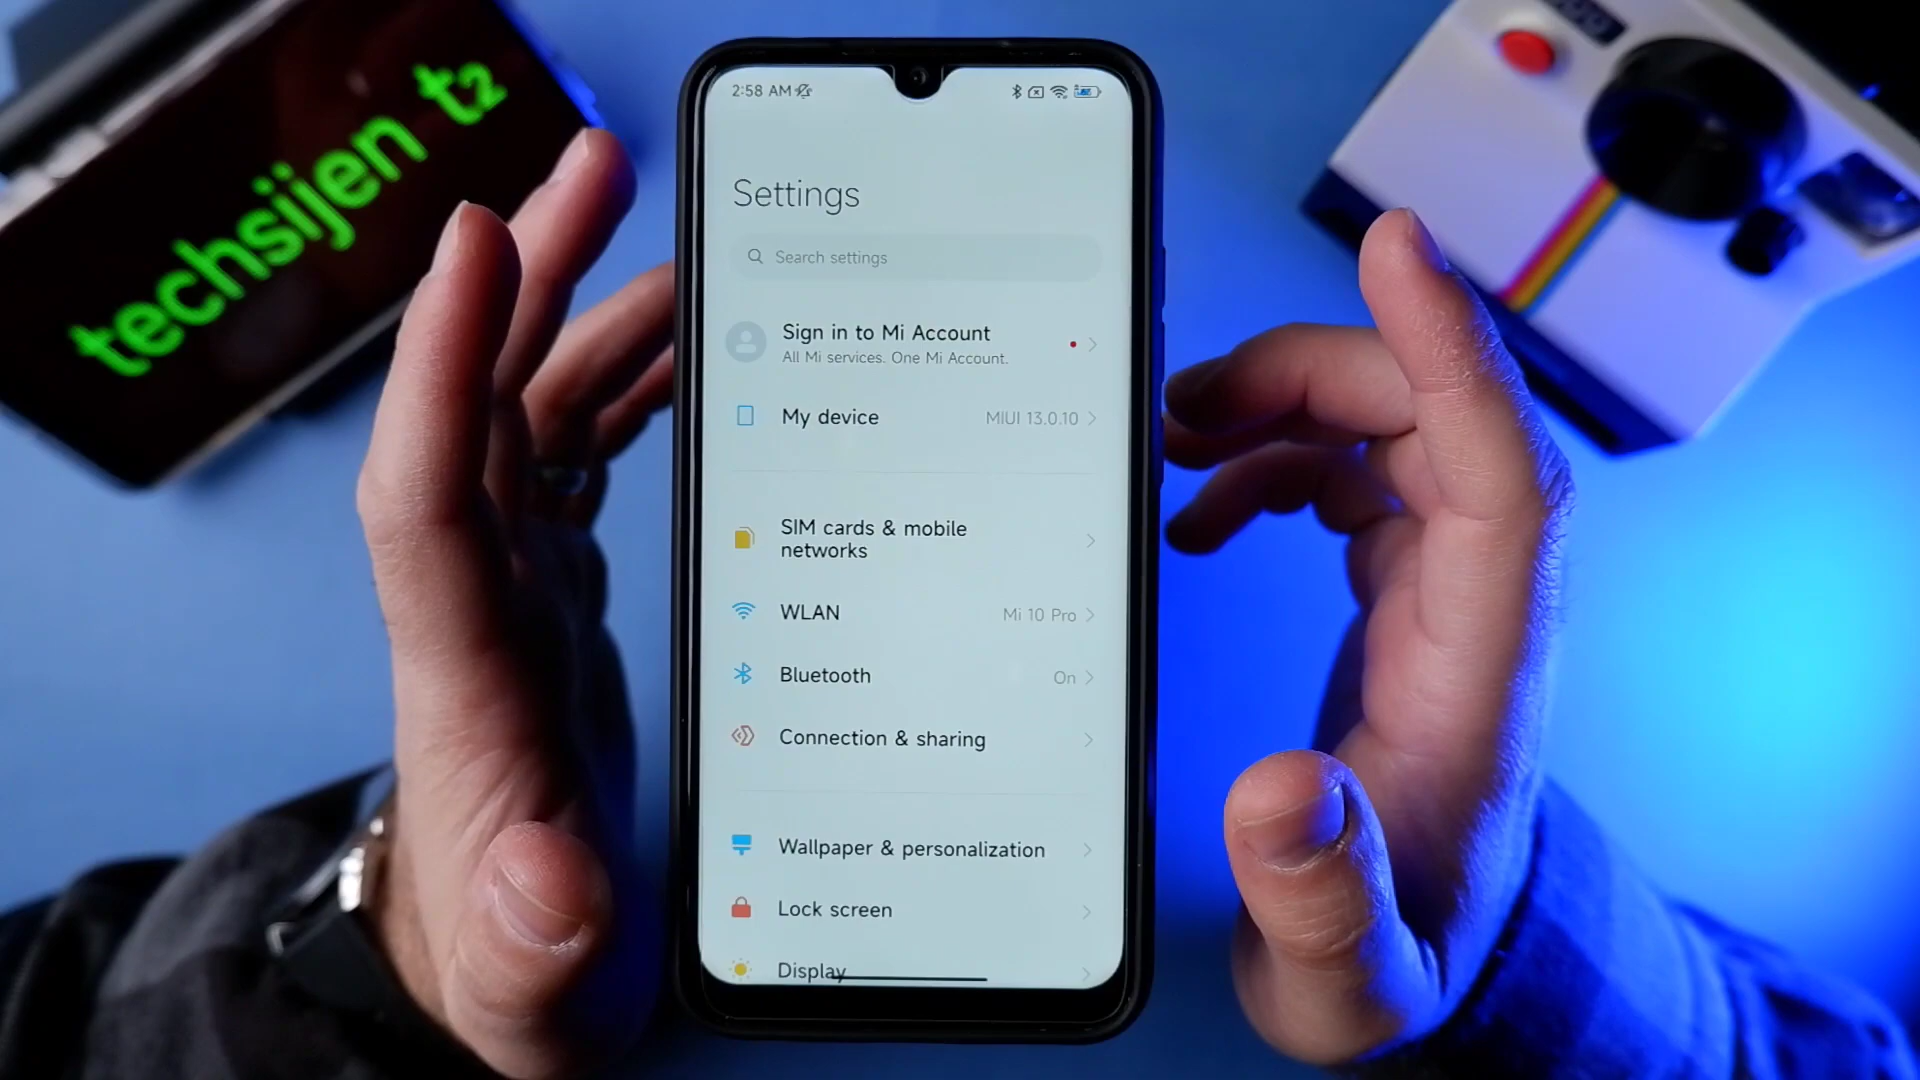 techsijen t2
2:58 AM
Settings
Search settings
Sign in to Mi Account
All Mi services. One Mi Account.
My device
MIUI 13.0.10
SIM cards & mobile
networks
WLAN
Mi 10 Pro
Bluetooth
On
Connection & sharing
Wallpaper & personalization
Lock screen
Display